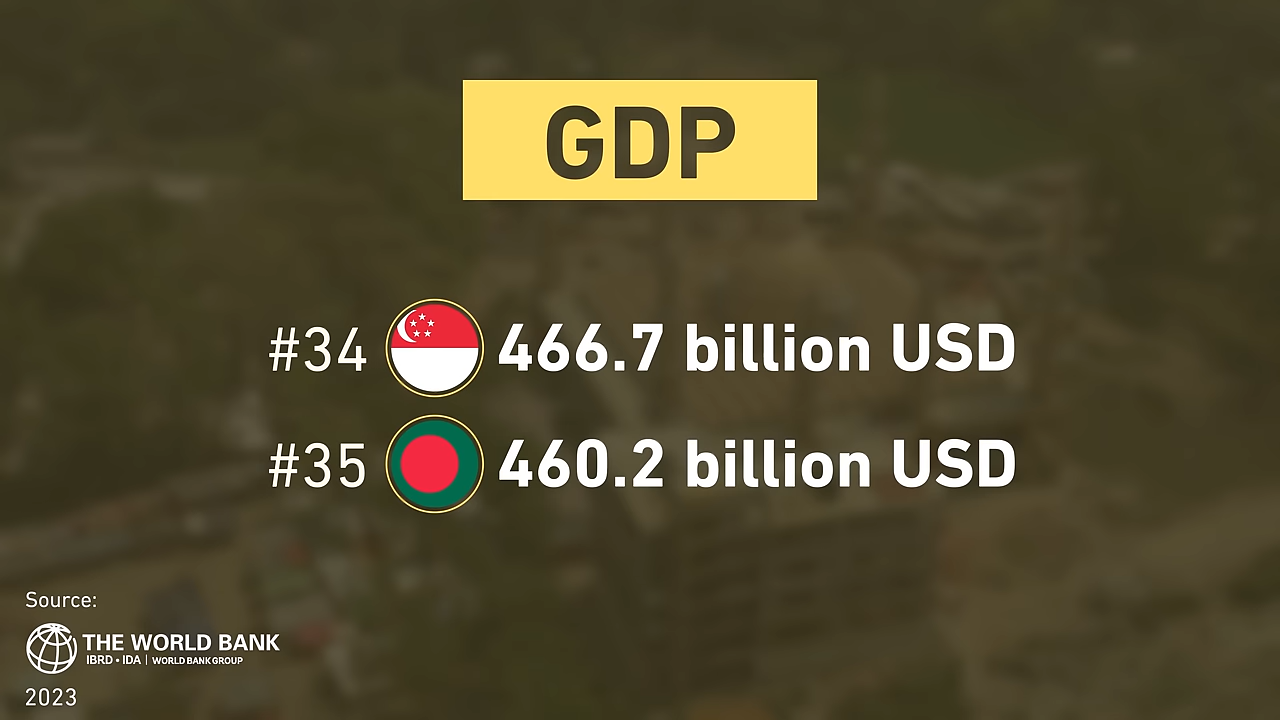 GDP
#34 466.7 billion USD
#35 460.2 billion USD
Source:
THE WORLD BANK
IBRD • IDA | WORLD BANK GROUP
2023